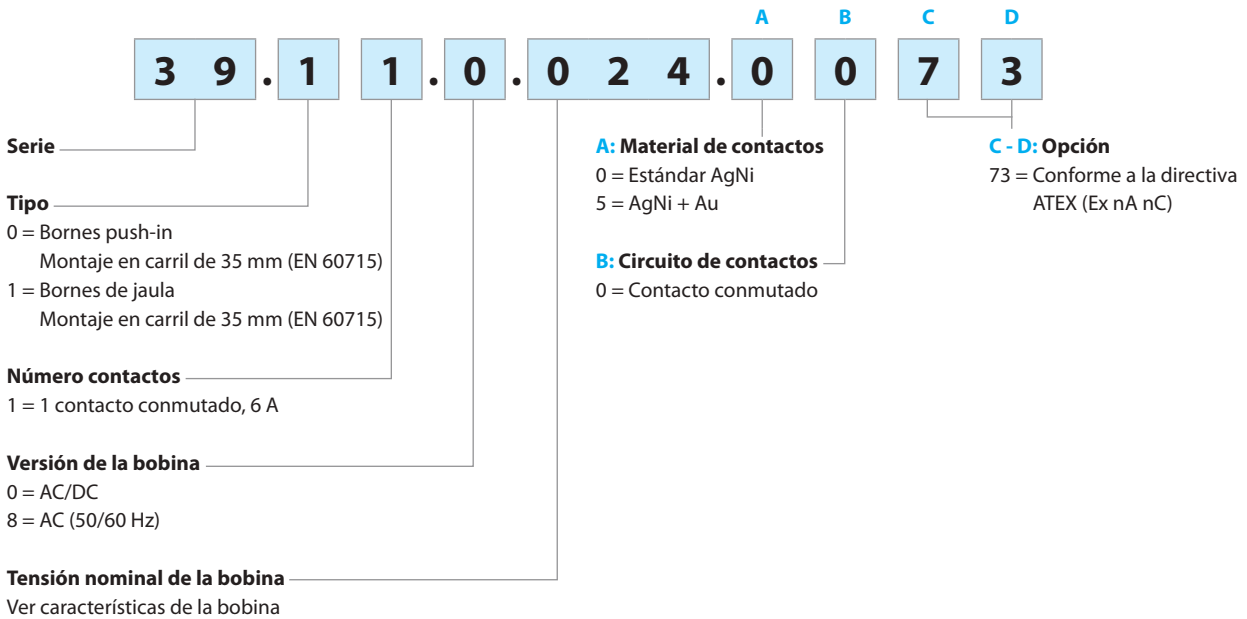 A B C D
3 9 . 1 1 . 0 . 0 2 4 . 0 0 7 3
Serie
Tipo
0 = Bornes push-in
Montaje en carril de 35 mm (EN 60715)
1 = Bornes de jaula
Montaje en carril de 35 mm (EN 60715)
Número contactos
1 = 1 contacto conmutado, 6 A
Versión de la bobina
0 = AC/DC
8 = AC (50/60 Hz)
Tensión nominal de la bobina
Ver características de la bobina
A: Material de contactos
0 = Estándar AgNi
5 = AgNi + Au
B: Circuito de contactos
0 = Contacto conmutado
C - D: Opción
73 = Conforme a la directiva
ATEX (Ex nA nC)